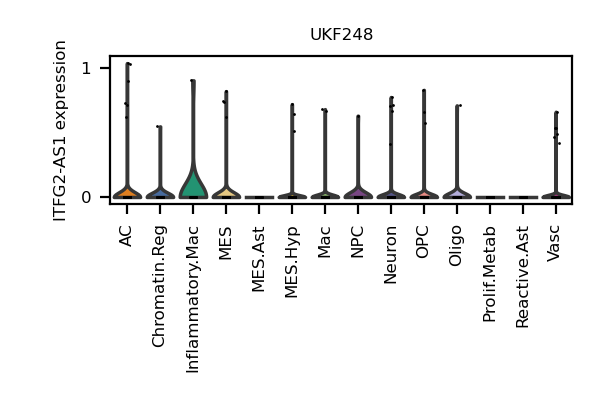 UKF248
ITFG2-AS1 expression
1
0
AC
Chromatin.Reg
Inflammatory.Mac
MES
MES.Ast
MES.Hyp
Mac
NPC
Neuron
OPC
Oligo
Prolif.Metab
Reactive.Ast
Vasc